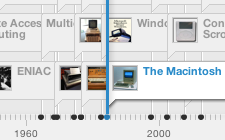 te Acces Multi Windo Con
uting Scro
ENIAC The Macintosh
1960 2000